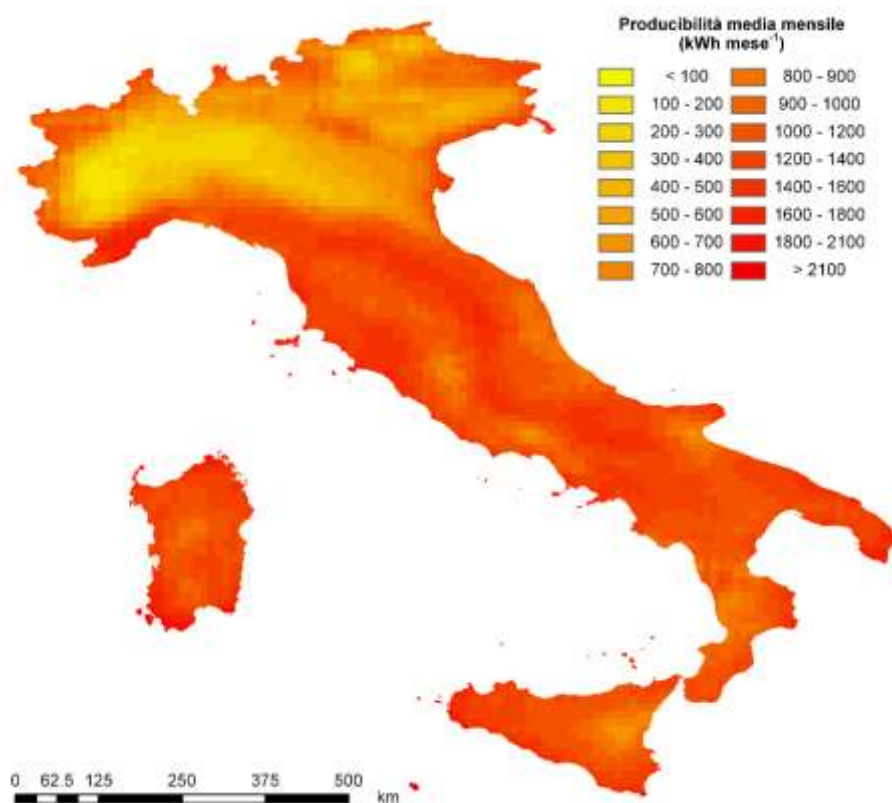 Producibilità media mensile
(kWh mese⁻¹)
< 100
800 - 900
100 - 200
900 - 1000
200 - 300
1000 - 1200
300 - 400
1200 - 1400
400 - 500
1400 - 1600
500 - 600
1600 - 1800
600 - 700
1800 - 2100
700 - 800
> 2100
0 62.5 125 250 375 500
km